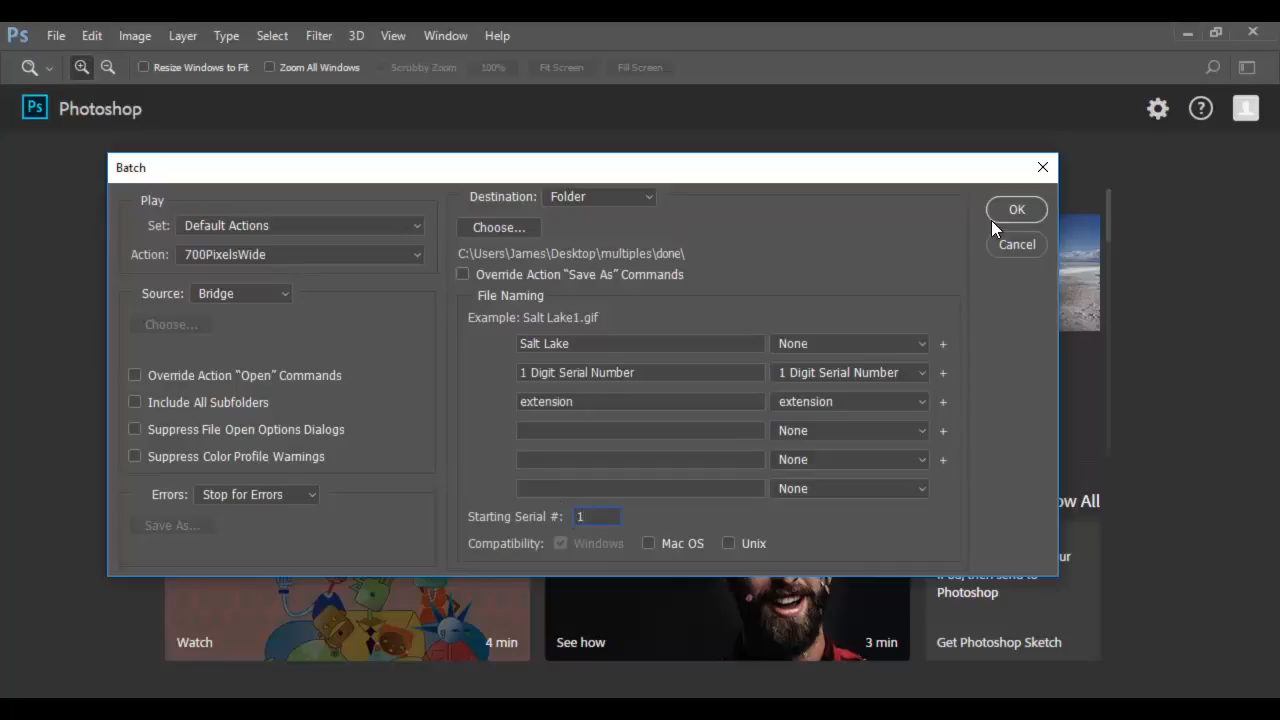 Ps File Edit Image Layer Type Select Filter 3D View Window Help
Resize Windows to Fit Zoom All Windows Scrubby Zoom 100% Fit Screen Fill Screen
Ps Photoshop
Batch
Play
Set: Default Actions
Action: 700PixelsWide
Source: Bridge
Choose...
Override Action "Open" Commands
Include All Subfolders
Suppress File Open Options Dialogs
Suppress Color Profile Warnings
Errors: Stop for Errors
Save As...
Destination: Folder
Choose...
C:\Users\James\Desktop\multiples\done\
Override Action "Save As" Commands
File Naming
Example: Salt Lake1.gif
Salt Lake None +
1 Digit Serial Number 1 Digit Serial Number +
extension extension +
None +
None +
None
Starting Serial #: 1
Compatibility: Windows Mac OS Unix
OK
Cancel
ow All
ur
then send to
Photoshop
Watch 4 min
See how 3 min
Get Photoshop Sketch